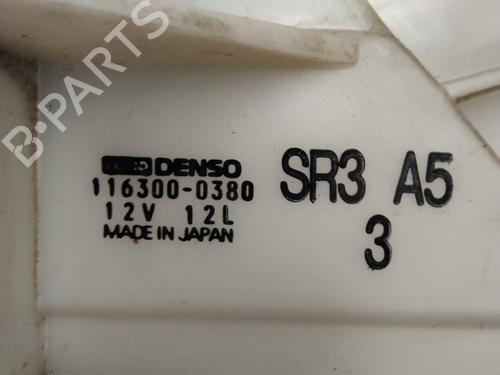 B-PARTS
DENSO
116300-0380
12V 12L
MADE IN JAPAN
SR3 A5
3